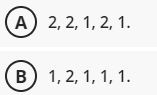 A 2, 2, 1, 2, 1.
B 1, 2, 1, 1, 1.